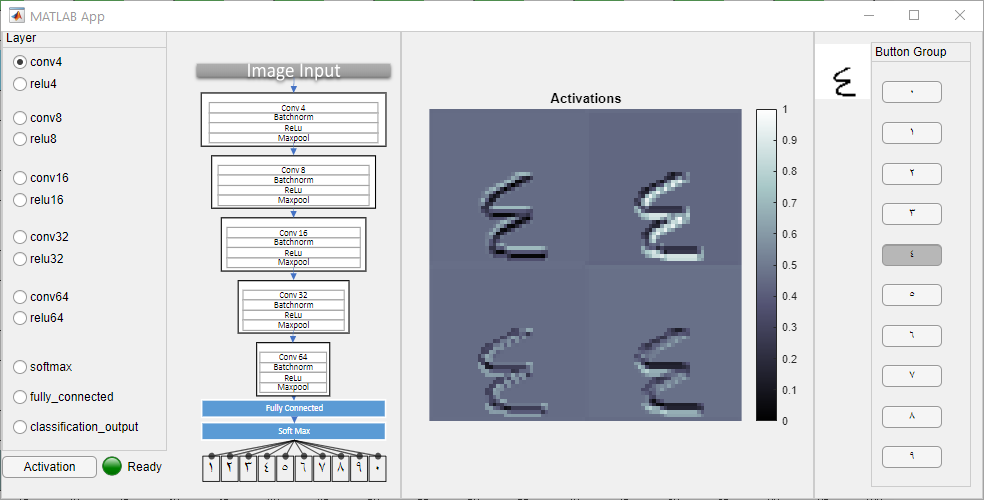 MATLAB App
Layer
conv4
relu4
conv8
relu8
conv16
relu16
conv32
relu32
conv64
relu64
softmax
fully_connected
classification_output
Activation
Ready
Image Input
Conv 4
Batchnorm
ReLu
Maxpool
Conv 8
Batchnorm
ReLu
Maxpool
Conv 16
Batchnorm
ReLu
Maxpool
Conv 32
Batchnorm
ReLu
Maxpool
Conv 64
Batchnorm
ReLu
Maxpool
Fully Connected
Soft Max
١ ٢ ٣ ٤ ٥ ٦ ٧ ٨ ٩ ٠
Activations
1
0.9
0.8
0.7
0.6
0.5
0.4
0.3
0.2
0.1
0
٤
Button Group
٠
١
٢
٣
٤
٥
٦
٧
٨
٩